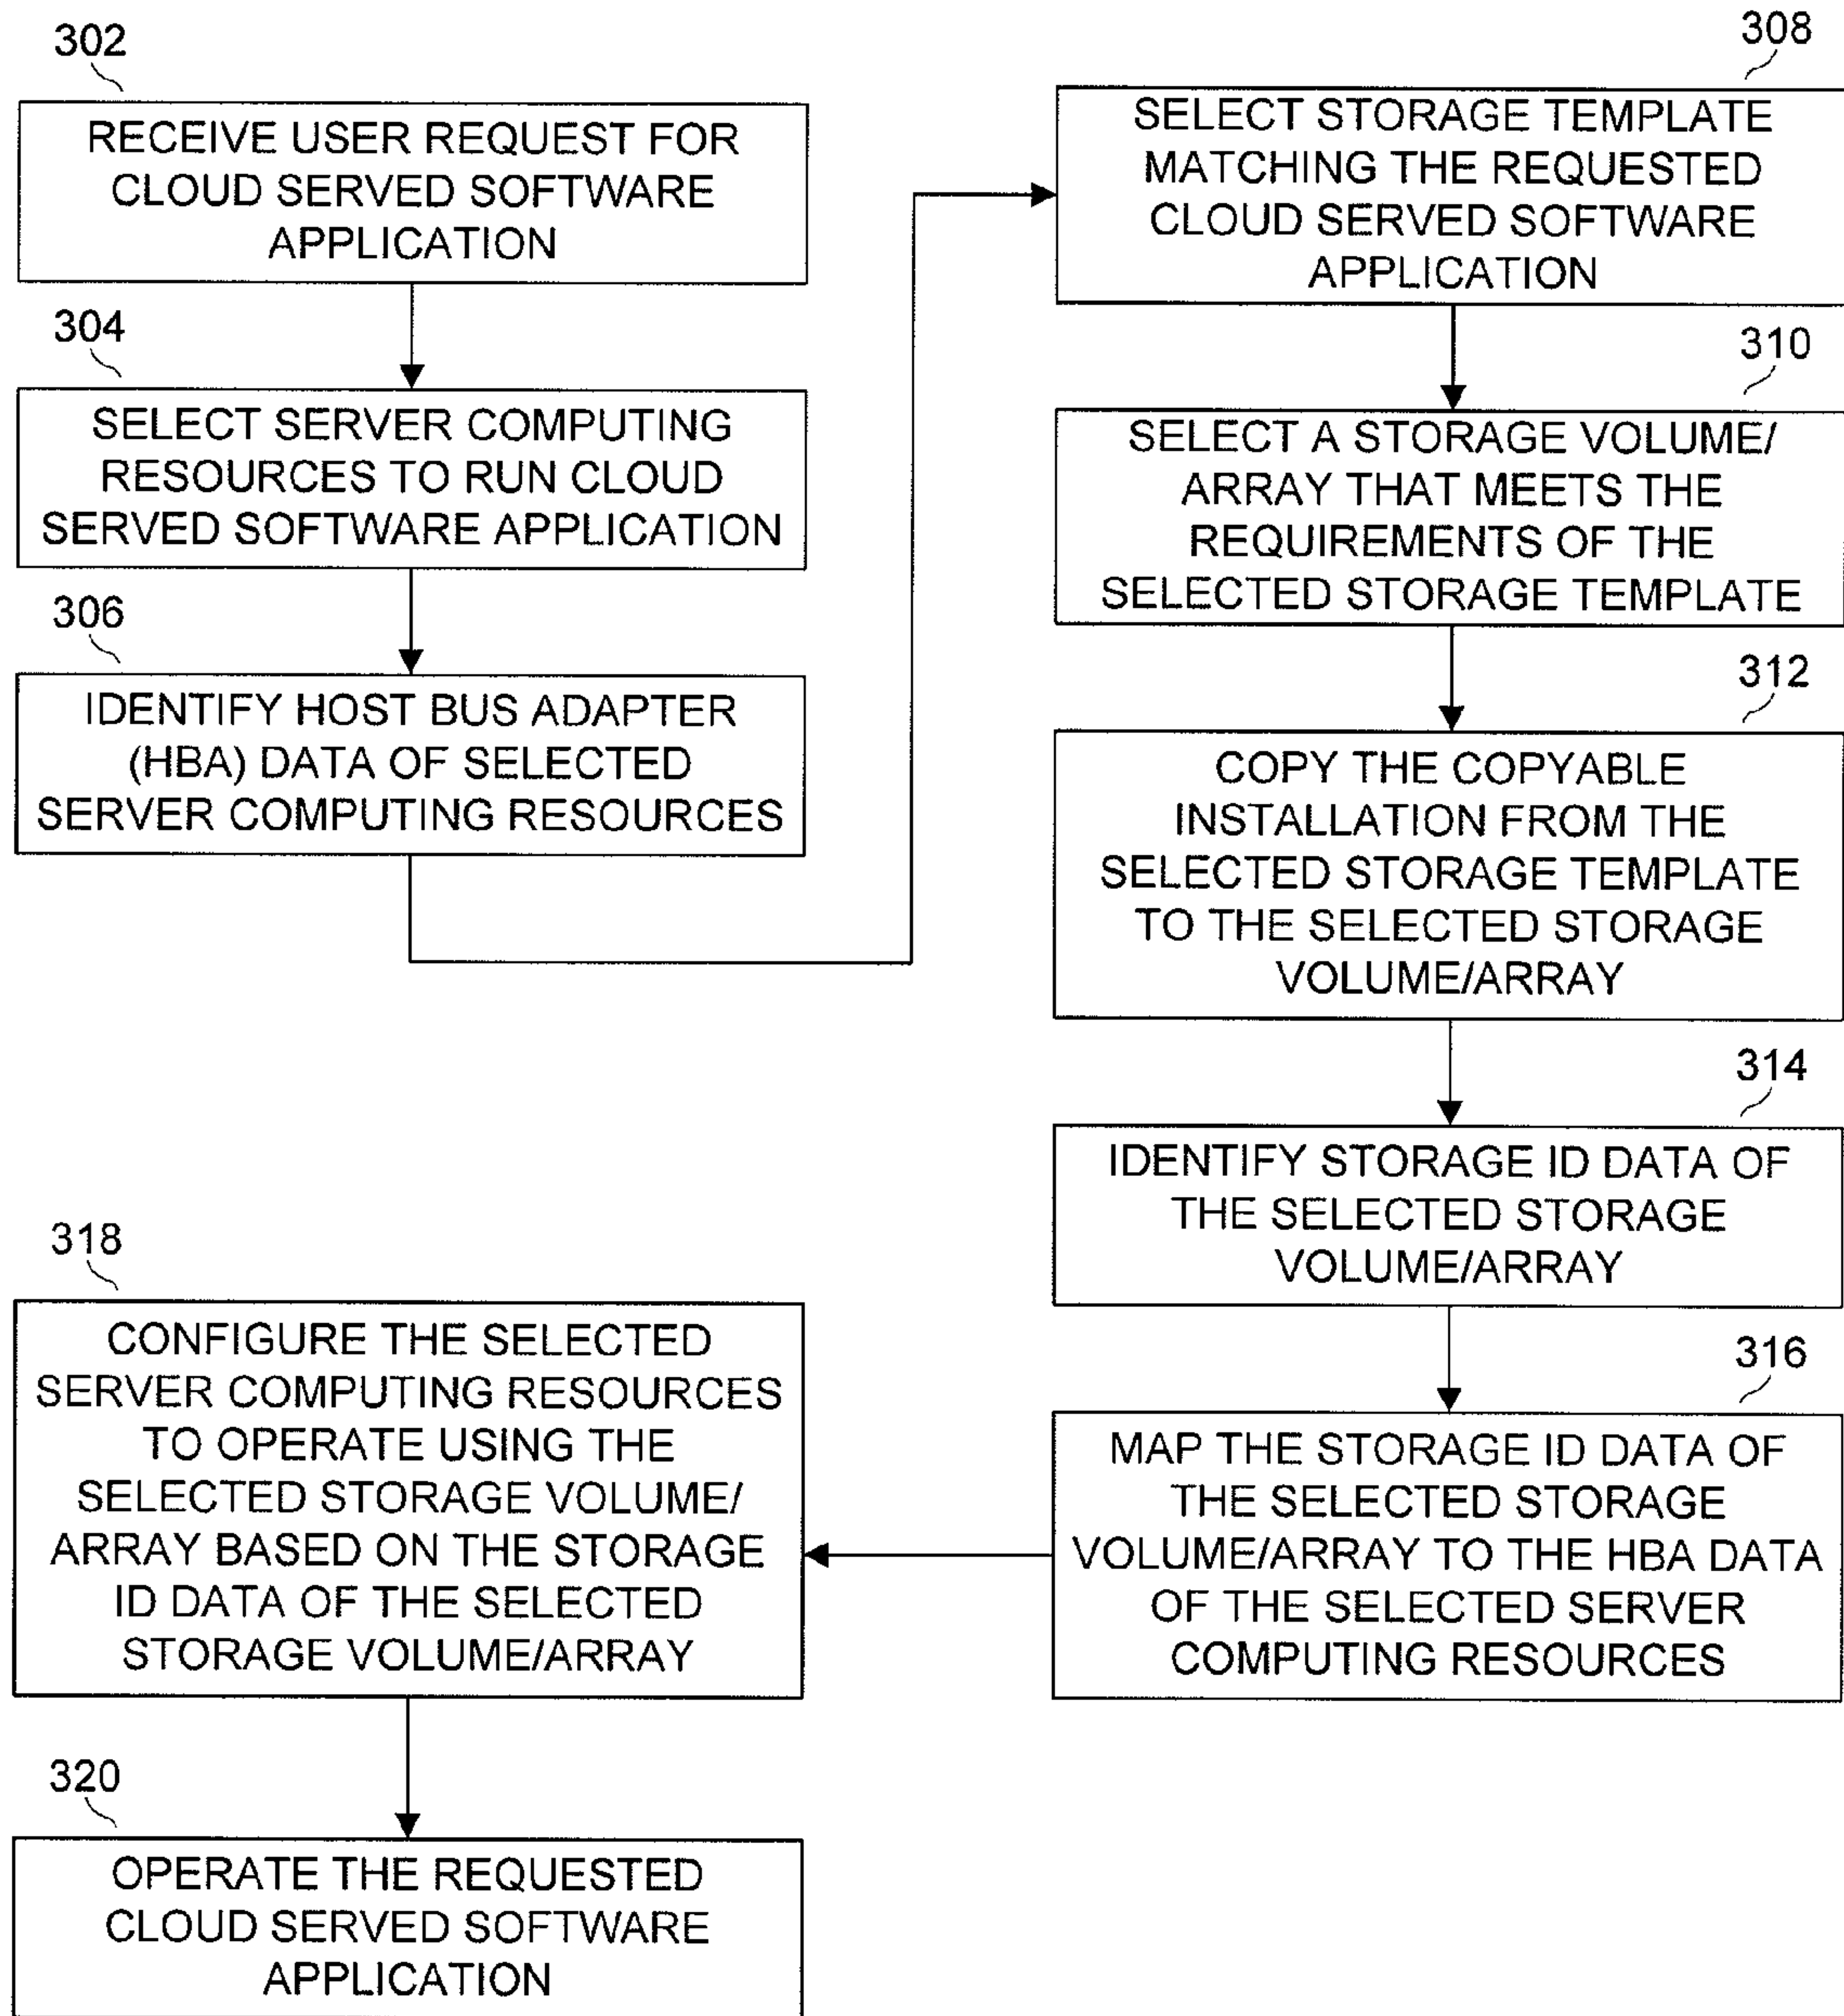 302
RECEIVE USER REQUEST FOR
CLOUD SERVED SOFTWARE
APPLICATION
304
SELECT SERVER COMPUTING
RESOURCES TO RUN CLOUD
SERVED SOFTWARE APPLICATION
306
IDENTIFY HOST BUS ADAPTER
(HBA) DATA OF SELECTED
SERVER COMPUTING RESOURCES
308
SELECT STORAGE TEMPLATE
MATCHING THE REQUESTED
CLOUD SERVED SOFTWARE
APPLICATION
310
SELECT A STORAGE VOLUME/
ARRAY THAT MEETS THE
REQUIREMENTS OF THE
SELECTED STORAGE TEMPLATE
312
COPY THE COPYABLE
INSTALLATION FROM THE
SELECTED STORAGE TEMPLATE
TO THE SELECTED STORAGE
VOLUME/ARRAY
314
IDENTIFY STORAGE ID DATA OF
THE SELECTED STORAGE
VOLUME/ARRAY
316
MAP THE STORAGE ID DATA OF
THE SELECTED STORAGE
VOLUME/ARRAY TO THE HBA DATA
OF THE SELECTED SERVER
COMPUTING RESOURCES
318
CONFIGURE THE SELECTED
SERVER COMPUTING RESOURCES
TO OPERATE USING THE
SELECTED STORAGE VOLUME/
ARRAY BASED ON THE STORAGE
ID DATA OF THE SELECTED
STORAGE VOLUME/ARRAY
320
OPERATE THE REQUESTED
CLOUD SERVED SOFTWARE
APPLICATION